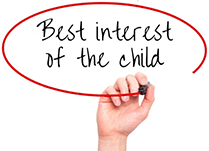 Best interest
of the child